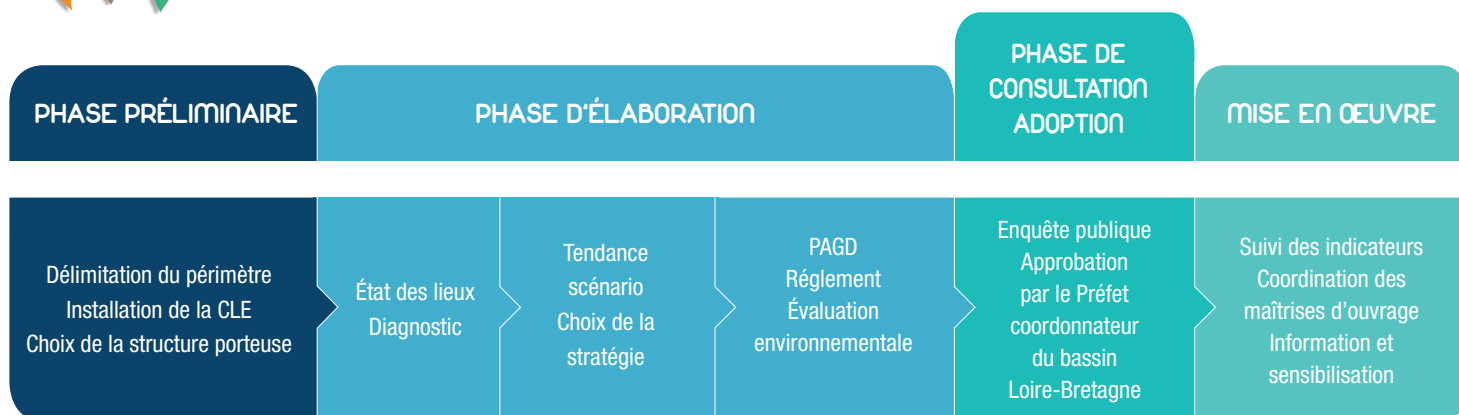 PHASE PRÉLIMINAIRE
PHASE D'ÉLABORATION
PHASE DE
CONSULTATION
ADOPTION
MISE EN ŒUVRE
Délimitation du périmètre
Installation de la CLE
Choix de la structure porteuse
État des lieux
Diagnostic
Tendance
scénario
Choix de la
stratégie
PAGD
Réglement
Évaluation
environnementale
Enquête publique
Approbation
par le Préfet
coordonnateur
du bassin
Loire-Bretagne
Suivi des indicateurs
Coordination des
maîtrises d'ouvrage
Information et
sensibilisation